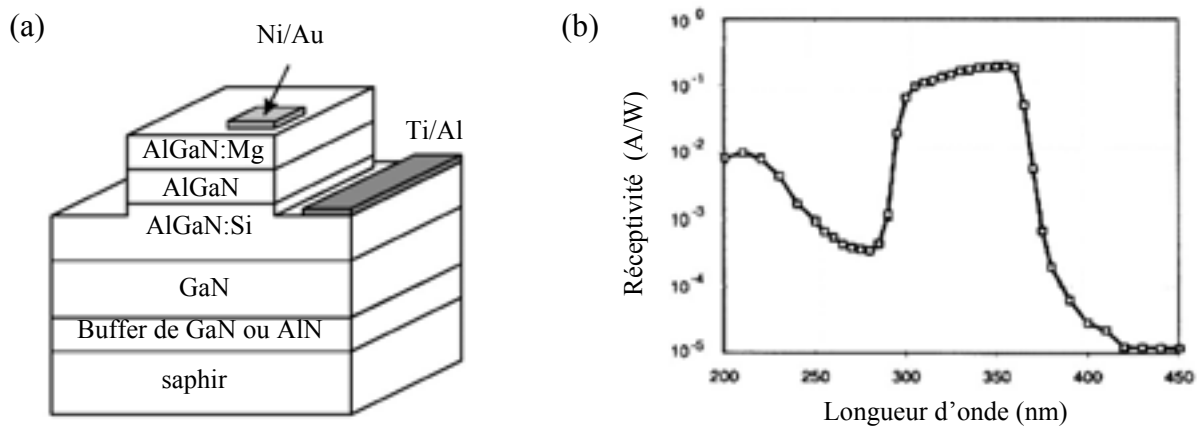 (a)
Ni/Au
Ti/Al
AlGaN:Mg
AlGaN
AlGaN:Si
GaN
Buffer de GaN ou AlN
saphir
(b)
Réceptivité (A/W)
10⁰
10⁻¹
10⁻²
10⁻³
10⁻⁴
10⁻⁵
200 250 300 350 400 450
Longueur d’onde (nm)